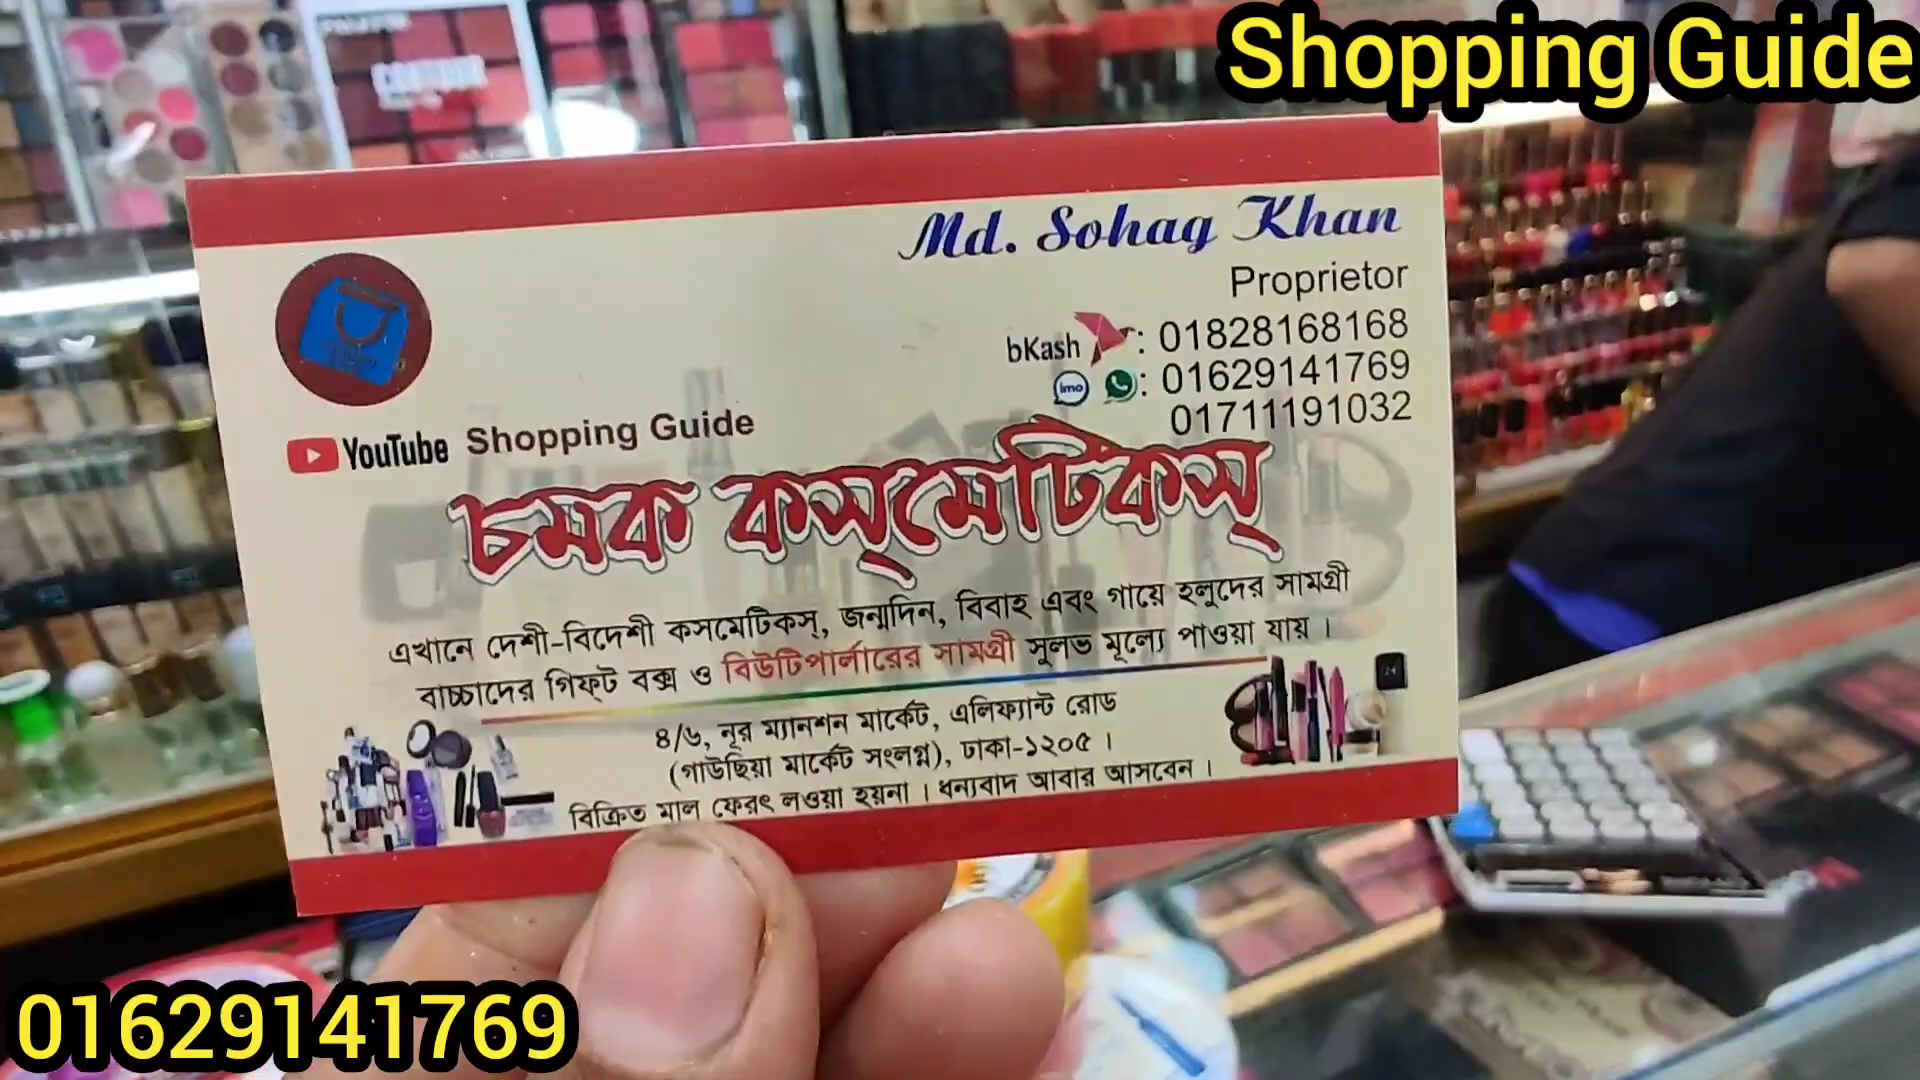 Shopping Guide
Md. Sohag Khan
Proprietor
bKash : 01828168168
imo : 01629141769
01711191032
YouTube Shopping Guide
চমক কস্মেটিকস্
এখানে দেশী-বিদেশী কসমেটিকস্, জন্মদিন, বিবাহ এবং গায়ে হলুদের সামগ্রী
বাচ্চাদের গিফ্ট বক্স ও বিউটিপার্লারের সামগ্রী সুলভ মূল্যে পাওয়া যায় ।
৪/৬, নূর ম্যানশন মার্কেট, এলিফ্যান্ট রোড
(গাউছিয়া মার্কেট সংলগ্ন), ঢাকা-১২০৫ ।
বিক্রিত মাল ফেরৎ লওয়া হয়না । ধন্যবাদ আবার আসবেন ।
01629141769